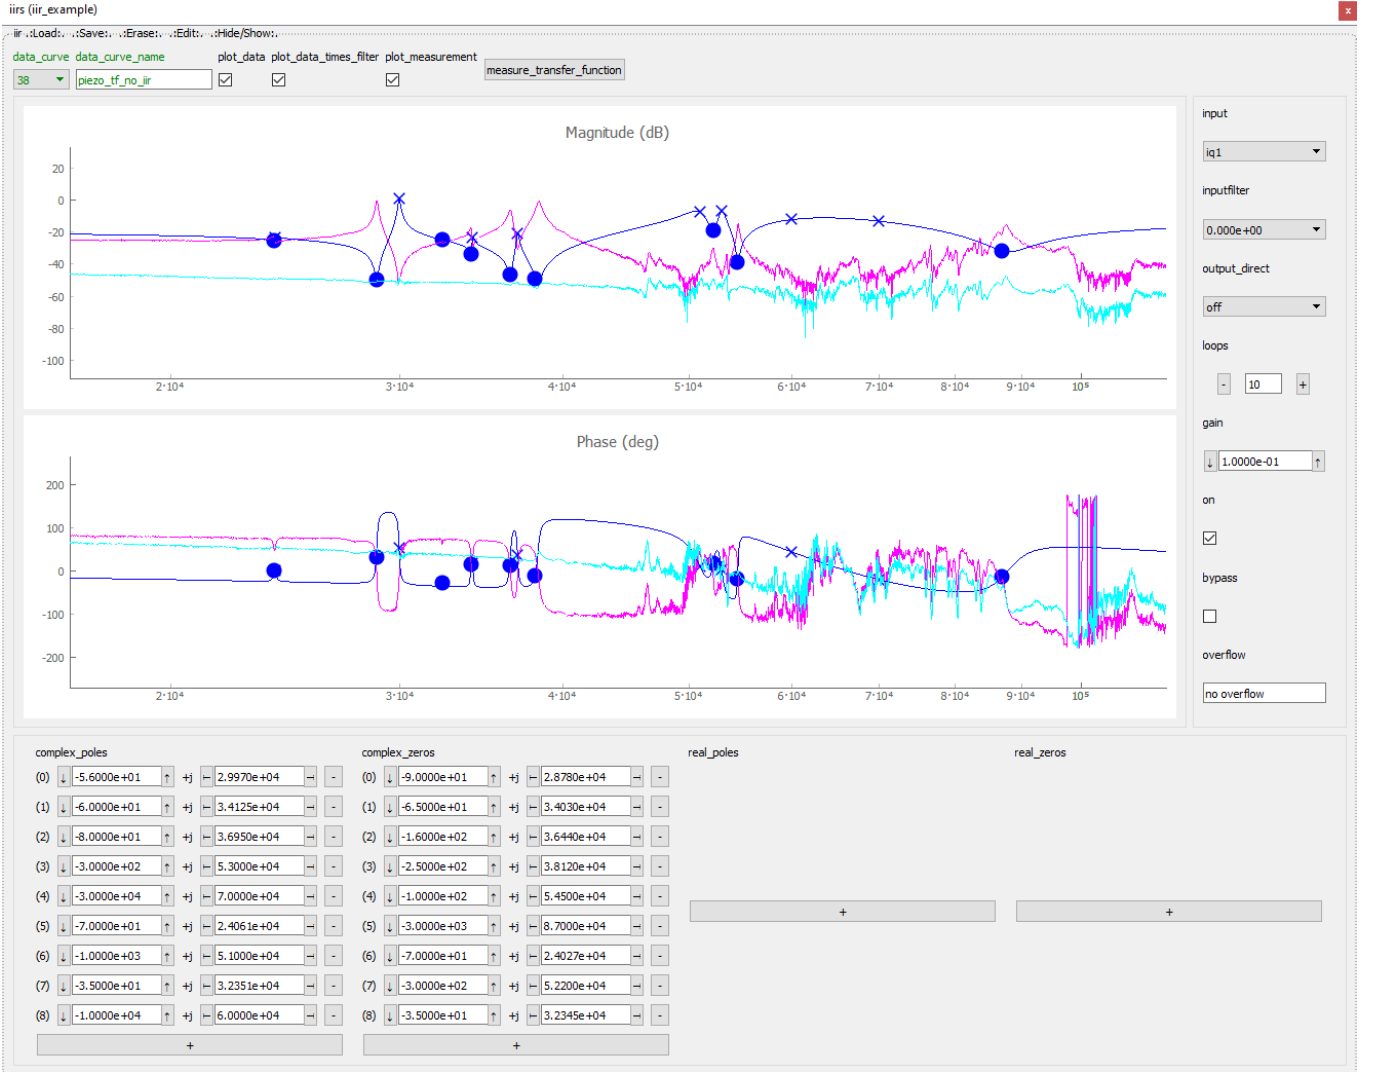 iirs (iir_example)
x
iir .:Load:. .:Save:. .:Erase:. .:Edit:. .:Hide/Show:.
data_curve data_curve_name plot_data plot_data_times_filter plot_measurement
38 piezo_tf_no_iir measure_transfer_function
Magnitude (dB)
20
0
-20
-40
-60
-80
-100
2·10⁴ 3·10⁴ 4·10⁴ 5·10⁴ 6·10⁴ 7·10⁴ 8·10⁴ 9·10⁴ 10⁵
Phase (deg)
200
100
0
-100
-200
2·10⁴ 3·10⁴ 4·10⁴ 5·10⁴ 6·10⁴ 7·10⁴ 8·10⁴ 9·10⁴ 10⁵
input
iq1
inputfilter
0.000e+00
output_direct
off
loops
- 10 +
gain
↓ 1.0000e-01 ↑
on
bypass
overflow
no overflow
complex_poles complex_zeros real_poles real_zeros
(0) ↓ -5.6000e+01 ↑ +j 2.9970e+04 - (0) ↓ -9.0000e+01 ↑ +j 2.8780e+04 -
(1) ↓ -6.0000e+01 ↑ +j 3.4125e+04 - (1) ↓ -6.5000e+01 ↑ +j 3.4030e+04 -
(2) ↓ -8.0000e+01 ↑ +j 3.6950e+04 - (2) ↓ -1.6000e+02 ↑ +j 3.6440e+04 -
(3) ↓ -3.0000e+02 ↑ +j 5.3000e+04 - (3) ↓ -2.5000e+02 ↑ +j 3.8120e+04 -
(4) ↓ -3.0000e+04 ↑ +j 7.0000e+04 - (4) ↓ -1.0000e+02 ↑ +j 5.4500e+04 -
(5) ↓ -7.0000e+01 ↑ +j 2.4061e+04 - (5) ↓ -3.0000e+03 ↑ +j 8.7000e+04 -
(6) ↓ -1.0000e+03 ↑ +j 5.1000e+04 - (6) ↓ -7.0000e+01 ↑ +j 2.4027e+04 -
(7) ↓ -3.5000e+01 ↑ +j 3.2351e+04 - (7) ↓ -3.0000e+02 ↑ +j 5.2200e+04 -
(8) ↓ -1.0000e+04 ↑ +j 6.0000e+04 - (8) ↓ -3.5000e+01 ↑ +j 3.2345e+04 -
+ + + +